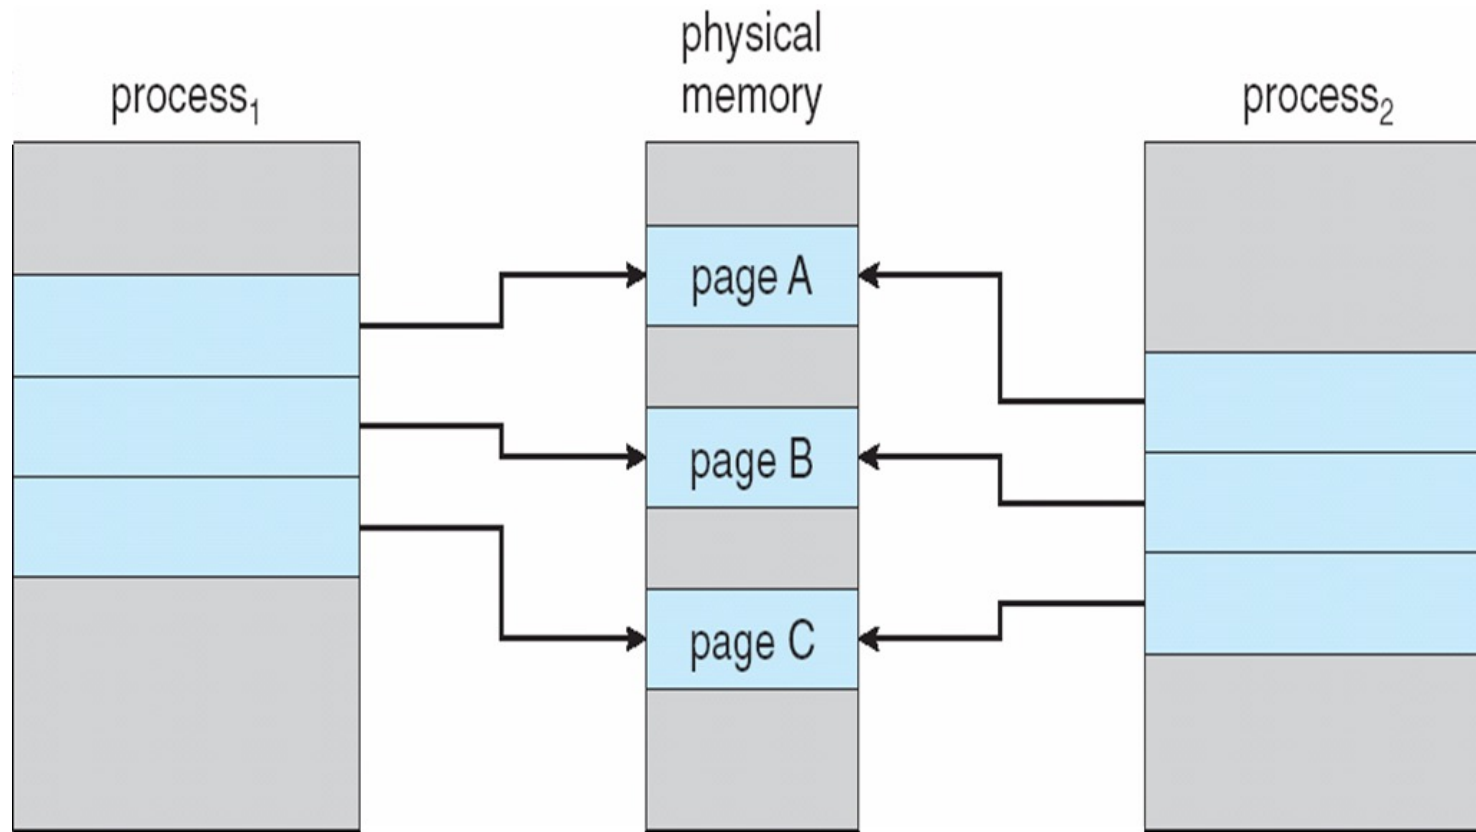 physical
memory
process₁
process₂
page A
page B
page C